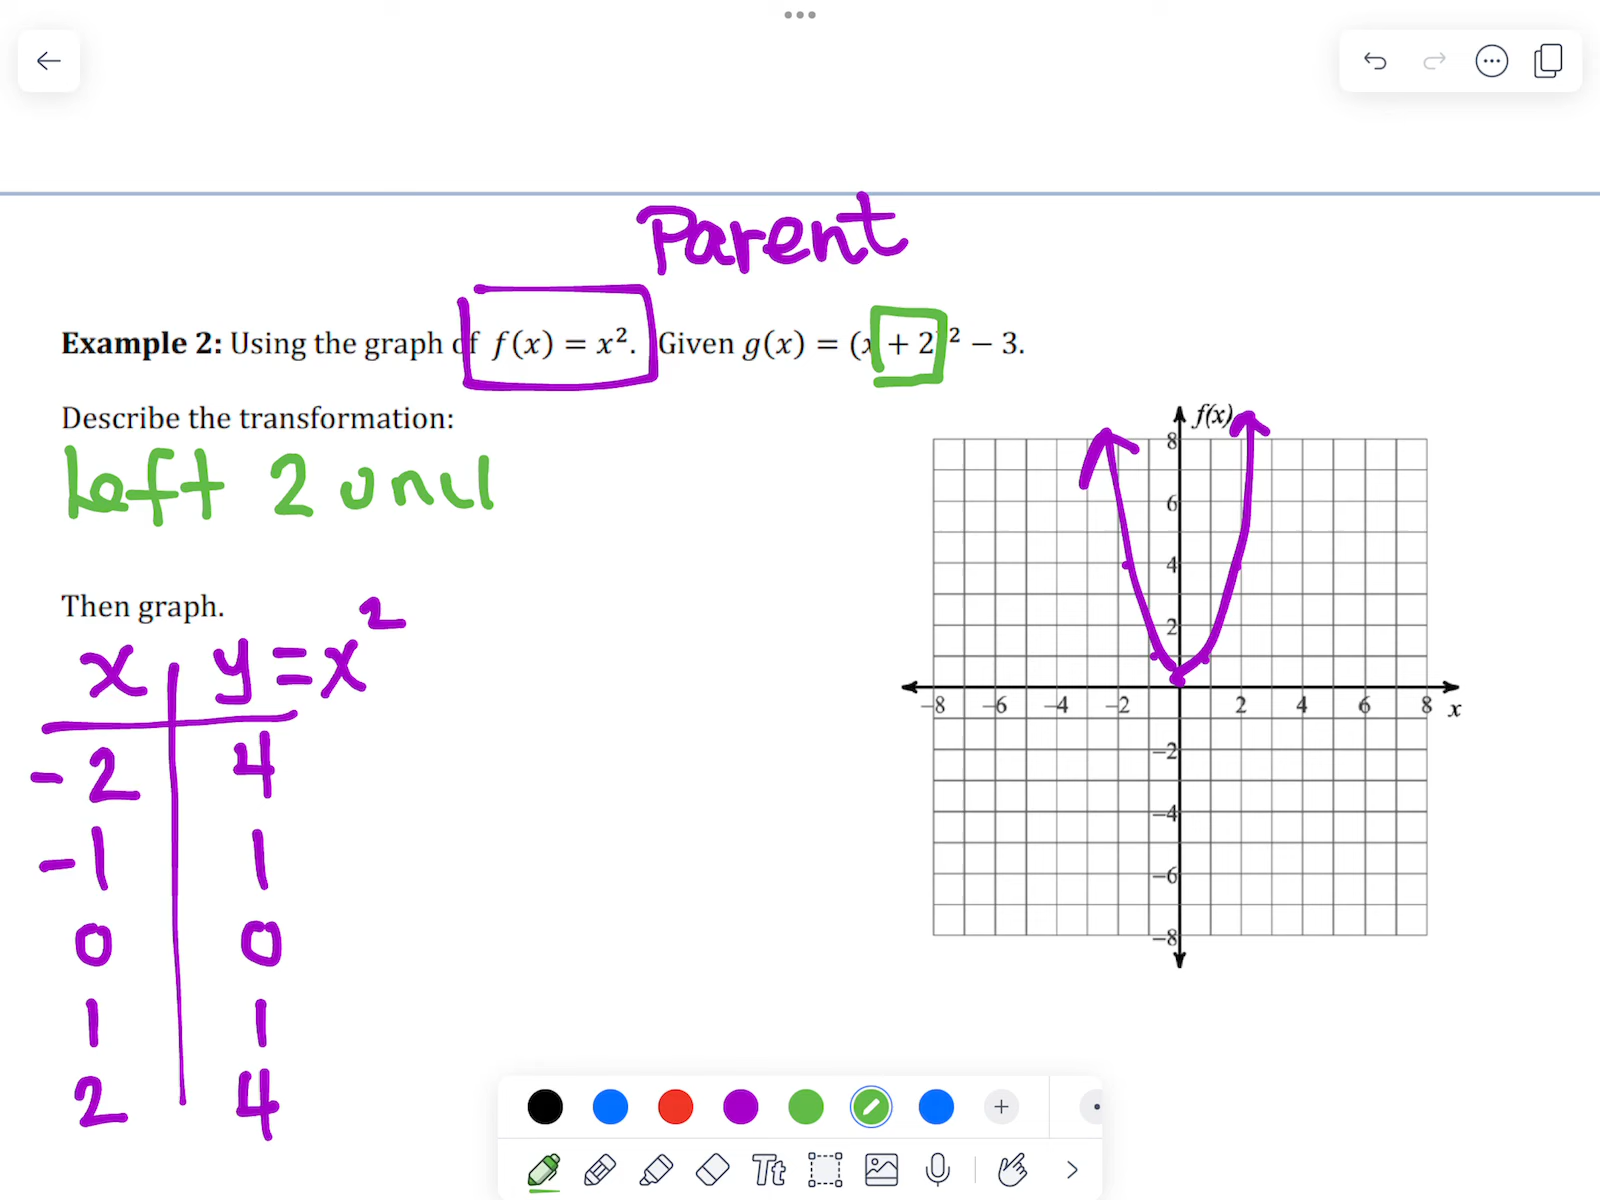 Parent
Example 2: Using the graph of f(x) = x². Given g(x) = (x + 2)² − 3.
Describe the transformation:
left 2 unit
Then graph.
x y = x²
-2 4
-1 1
0 0
1 1
2 4
f(x)
8
6
4
2
−8 −6 −4 −2 2 4 6 8 x
−2
−4
−6
−8
Tt